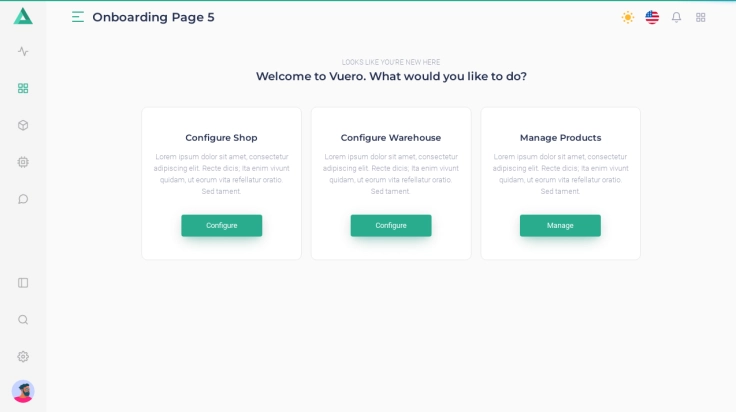 Onboarding Page 5
LOOKS LIKE YOU'RE NEW HERE
Welcome to Vuero. What would you like to do?
Configure Shop
Lorem ipsum dolor sit amet, consectetur
adipiscing elit. Recte dicis; Ita enim vivunt
quidam, ut eorum vita refellatur oratio.
Sed tament.
Configure
Configure Warehouse
Lorem ipsum dolor sit amet, consectetur
adipiscing elit. Recte dicis; Ita enim vivunt
quidam, ut eorum vita refellatur oratio.
Sed tament.
Configure
Manage Products
Lorem ipsum dolor sit amet, consectetur
adipiscing elit. Recte dicis; Ita enim vivunt
quidam, ut eorum vita refellatur oratio.
Sed tament.
Manage